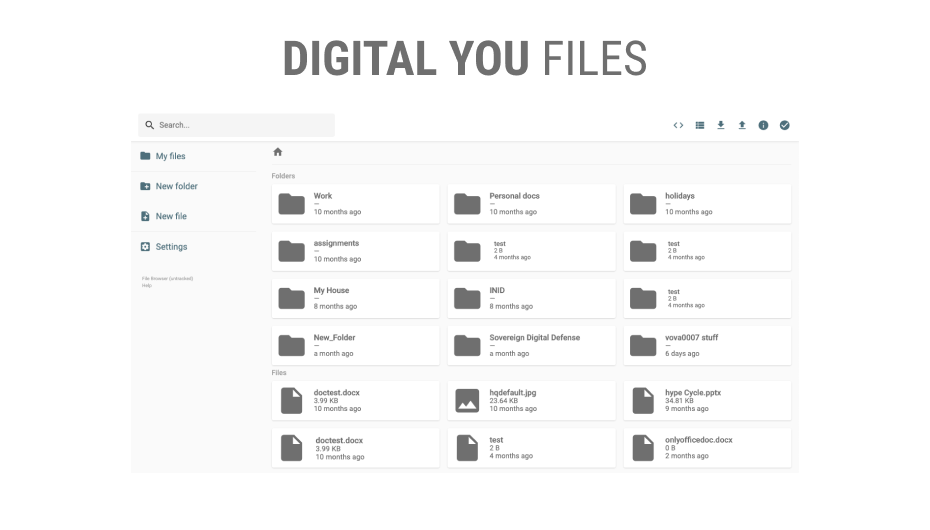 DIGITAL YOU FILES
Search...
My files
New folder
New file
Settings
File Browser (untracked)
Help
Folders
Work
–
10 months ago
Personal docs
–
10 months ago
holidays
–
10 months ago
assignments
–
10 months ago
test
2 B
4 months ago
test
2 B
4 months ago
My House
–
8 months ago
INID
–
8 months ago
test
2 B
4 months ago
New_Folder
–
a month ago
Sovereign Digital Defense
–
a month ago
vova0007 stuff
–
6 days ago
Files
doctest.docx
3.99 KB
10 months ago
hqdefault.jpg
23.64 KB
10 months ago
hype Cycle.pptx
34.81 KB
9 months ago
doctest.docx
3.99 KB
10 months ago
test
2 B
4 months ago
onlyofficedoc.docx
0 B
2 months ago